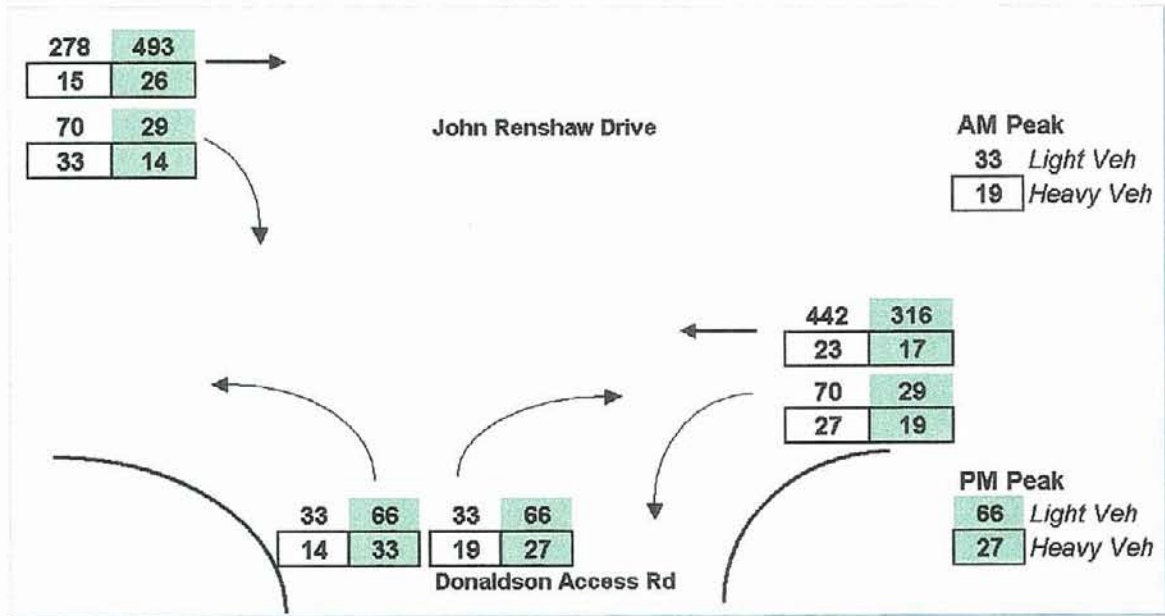 278 493
15 26
70 29
33 14
John Renshaw Drive
AM Peak
33 Light Veh
19 Heavy Veh
442 316
23 17
70 29
27 19
33 66 33 66
14 33 19 27
Donaldson Access Rd
PM Peak
66 Light Veh
27 Heavy Veh